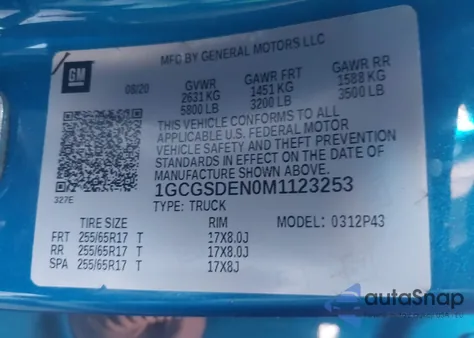 MFG BY GENERAL MOTORS LLC
GM
08/20 GVWR GAWR FRT GAWR RR
2631 KG 1451 KG 1588 KG
5800 LB 3200 LB 3500 LB
THIS VEHICLE CONFORMS TO ALL
APPLICABLE U.S. FEDERAL MOTOR
VEHICLE SAFETY AND THEFT PREVENTION
STANDARDS IN EFFECT ON THE DATE OF
MANUFACTURE SHOWN ABOVE.
327E 1GCGSDEN0M1123253
TYPE: TRUCK
TIRE SIZE RIM MODEL: 0312P43
FRT 255/65R17 T 17X8.0J
RR 255/65R17 T 17X8.0J
SPA 255/65R17 T 17X8J
autoSnap